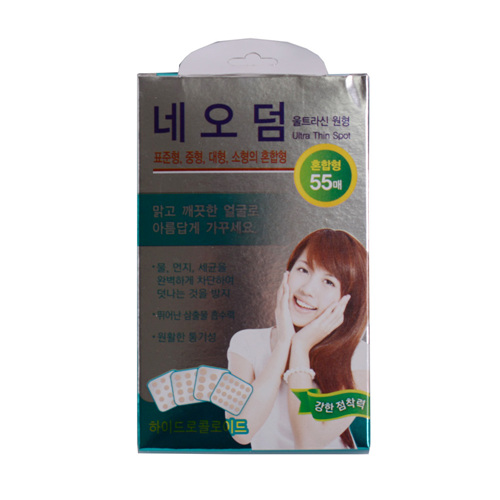 네오덤
울트라신 원형
Ultra Thin Spot
표준형, 중형, 대형, 소형의 혼합형
혼합형
55매
맑고 깨끗한 얼굴로
아름답게 가꾸세요
·물, 먼지, 세균을
완벽하게 차단하여
덧나는 것을 방지
·뛰어난 삼출물 흡수력
·원활한 통기성
강한 점착력
하이드로콜로이드